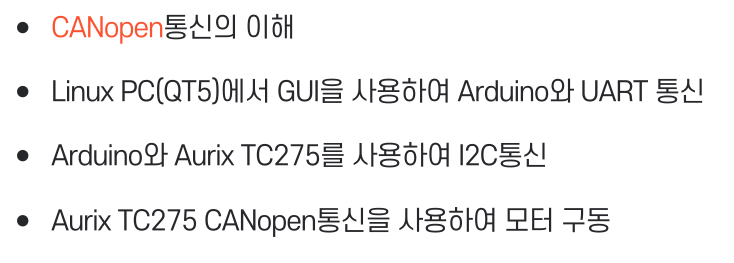 • CANopen통신의 이해
• Linux PC(QT5)에서 GUI을 사용하여 Arduino와 UART 통신
• Arduino와 Aurix TC275를 사용하여 I2C통신
• Aurix TC275 CANopen통신을 사용하여 모터 구동